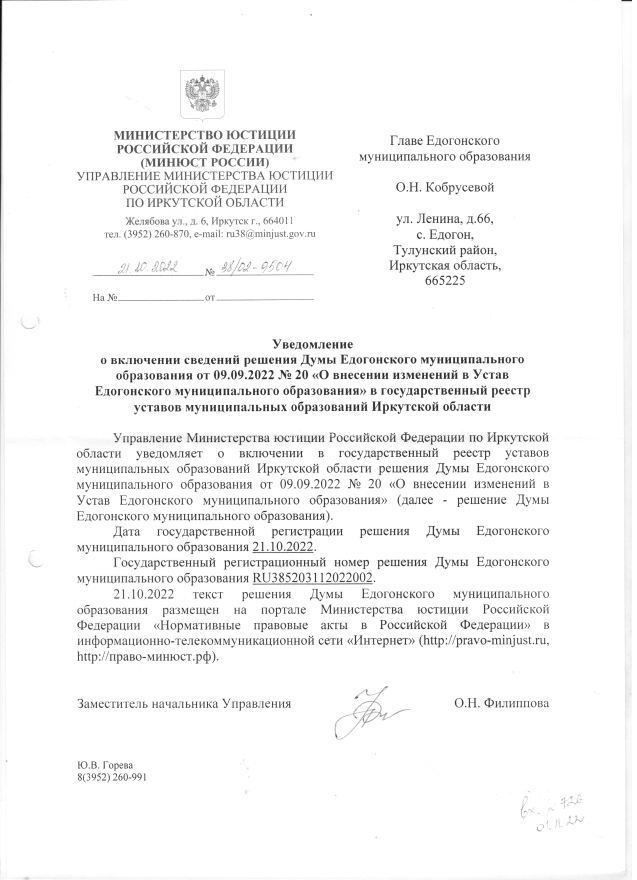 МИНИСТЕРСТВО ЮСТИЦИИ
РОССИЙСКОЙ ФЕДЕРАЦИИ
(МИНЮСТ РОССИИ)
УПРАВЛЕНИЕ МИНИСТЕРСТВА ЮСТИЦИИ
РОССИЙСКОЙ ФЕДЕРАЦИИ
ПО ИРКУТСКОЙ ОБЛАСТИ
Желябова ул., д. 6, Иркутск г., 664011
тел. (3952) 260-870, e-mail: ru38@minjust.gov.ru
21.10.2022 № 38/02-9504
На № от
Главе Едогонского
муниципального образования
О.Н. Кобрусевой
ул. Ленина, д.66,
с. Едогон,
Тулунский район,
Иркутская область,
665225
Уведомление
о включении сведений решения Думы Едогонского муниципального
образования от 09.09.2022 № 20 «О внесении изменений в Устав
Едогонского муниципального образования» в государственный реестр
уставов муниципальных образований Иркутской области
Управление Министерства юстиции Российской Федерации по Иркутской
области уведомляет о включении в государственный реестр уставов
муниципальных образований Иркутской области решения Думы Едогонского
муниципального образования от 09.09.2022 № 20 «О внесении изменений в
Устав Едогонского муниципального образования» (далее - решение Думы
Едогонского муниципального образования).
Дата государственной регистрации решения Думы Едогонского
муниципального образования 21.10.2022.
Государственный регистрационный номер решения Думы Едогонского
муниципального образования RU385203112022002.
21.10.2022 текст решения Думы Едогонского муниципального
образования размещен на портале Министерства юстиции Российской
Федерации «Нормативные правовые акты в Российской Федерации» в
информационно-телекоммуникационной сети «Интернет» (http://pravo-minjust.ru,
http://право-минюст.рф).
Заместитель начальника Управления О.Н. Филиппова
Ю.В. Горева
8(3952) 260-991
вх. № 726
01.11.22